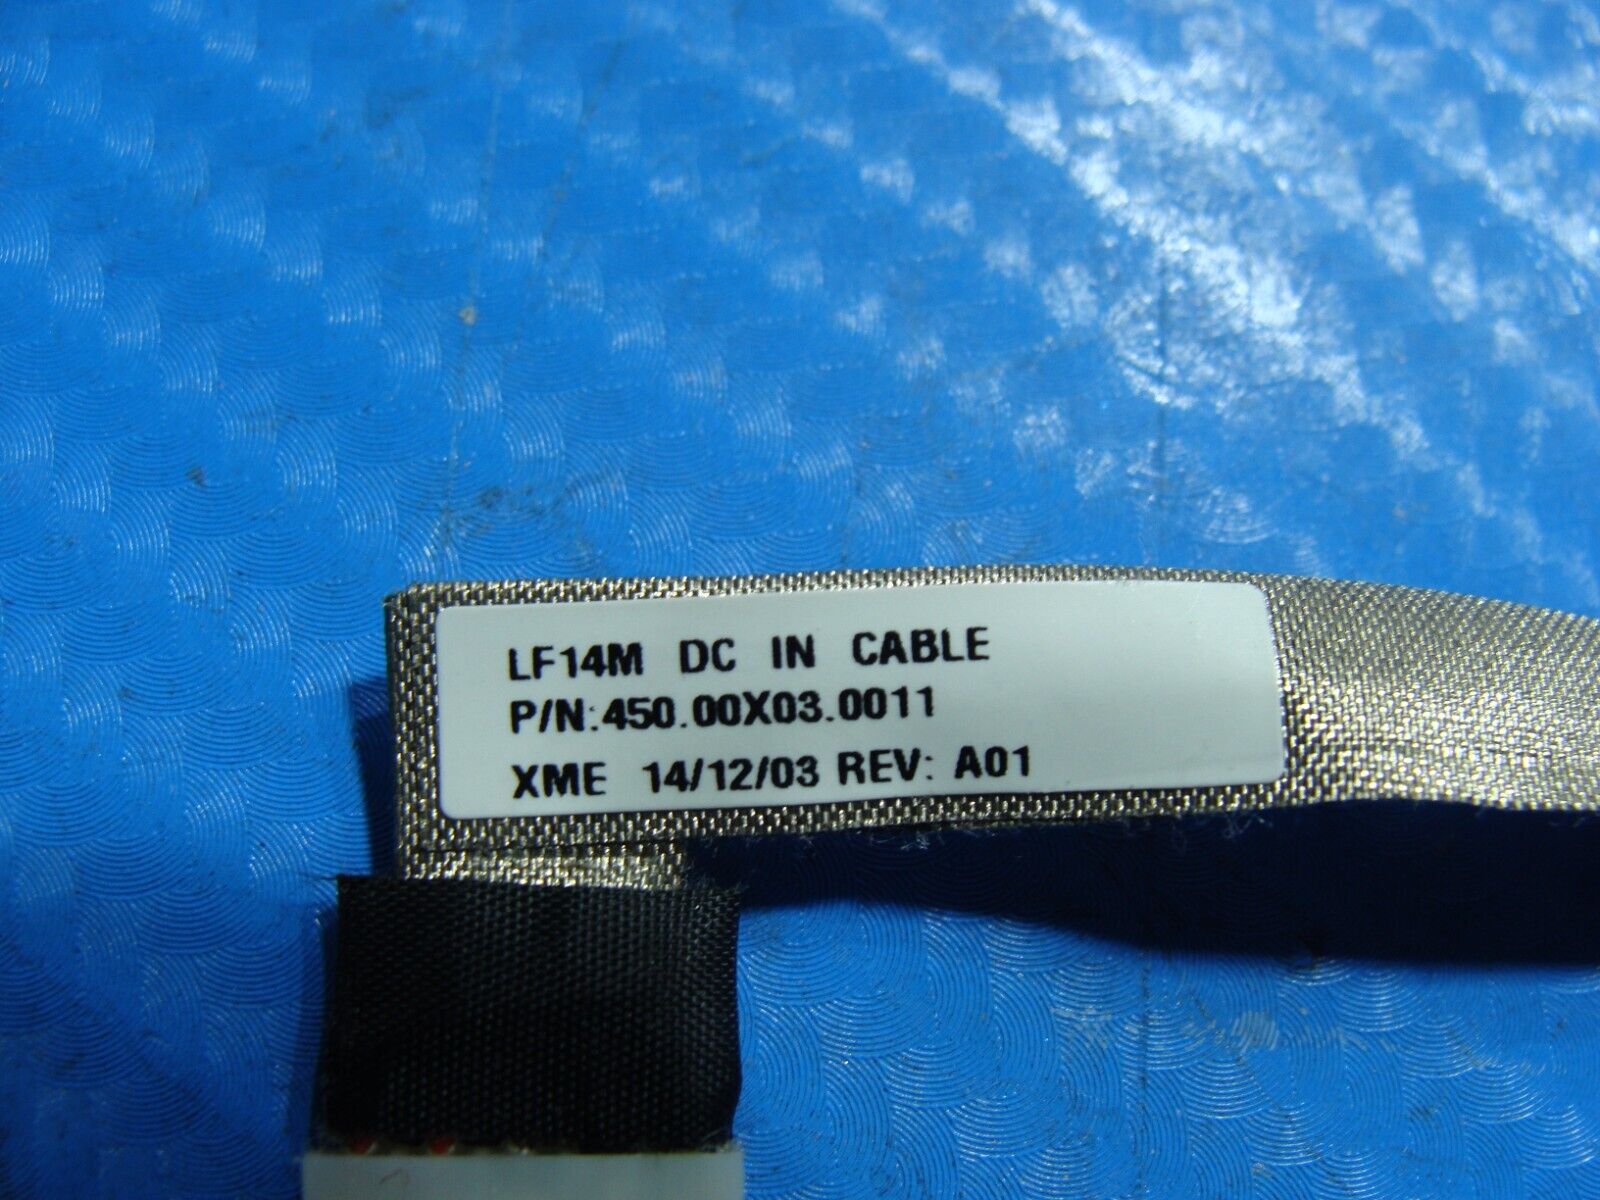 LF14M DC IN CABLE
P/N:450.00X03.0011
XME 14/12/03 REV: A01